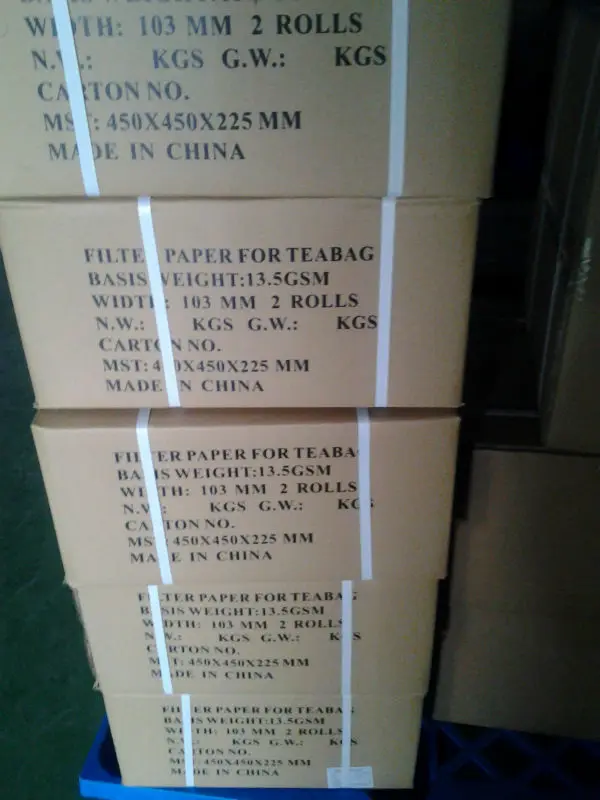 WIDTH: 103 MM 2 ROLLS
N.W.: KGS G.W.: KGS
CARTON NO.
MST: 450X450X225 MM
MADE IN CHINA
FILTER PAPER FOR TEABAG
BASIS WEIGHT:13.5GSM
WIDTH: 103 MM 2 ROLLS
N.W.: KGS G.W.: KGS
CARTON NO.
MST: 450X450X225 MM
MADE IN CHINA
FILTER PAPER FOR TEABA
BASIS WEIGHT:13.5GSM
WIDTH: 103 MM 2 ROLLS
N.W.: KGS G.W.: KGS
CARTON NO.
MST: 450X450X225 MM
MADE IN CHINA
FILTER PAPER FOR TEABAG
BASIS WEIGHT:13.5GSM
WIDTH: 103 MM 2 ROLLS
N.W.: KGS G.W.: KGS
CARTON NO.
MST: 450X450X225 MM
MADE IN CHINA
FILTER PAPER FOR TEABAG
BASIS WEIGHT:13.5GSM
WIDTH: 103 MM 2 ROLLS
N.W.: KGS G.W.: KGS
CARTON NO.
MST: 450X450X225 MM
MADE IN CHINA